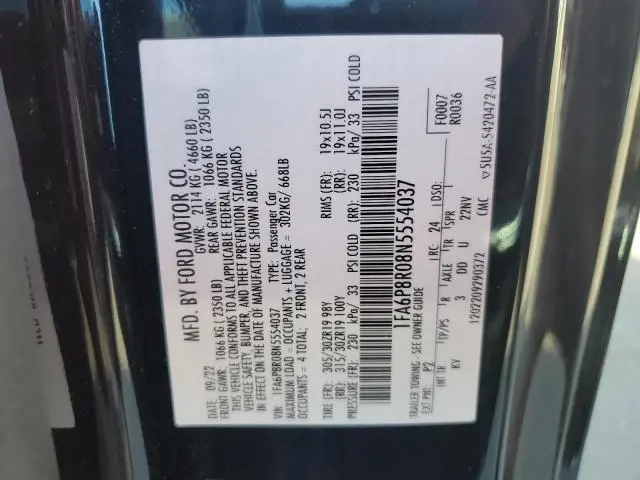 MFD. BY FORD MOTOR CO.
DATE: 09/22 GVWR: 2114 KG ( 4660 LB)
FRONT GAWR: 1066 KG (2350 LB) REAR GAWR: 1066 KG ( 2350 LB)
THIS VEHICLE CONFORMS TO ALL APPLICABLE FEDERAL MOTOR
VEHICLE SAFETY, BUMPER, AND THEFT PREVENTION STANDARDS
IN EFFECT ON THE DATE OF MANUFACTURE SHOWN ABOVE.
VIN: 1FA6P8R08N5554037 TYPE: Passenger Car
MAXIMUM LOAD = OCCUPANTS + LUGGAGE = 302KG/ 668LB
OCCUPANTS = 4 TOTAL: 2 FRONT, 2 REAR
TIRE (FR): 305/30ZR19 98Y RIMS (FR): 19x10.5J
(RR): 315/30ZR19 100Y (RR): 19x11.0J
PRESSURE (FR): 230 kPa/ 33 PSI COLD (RR): 230 kPa/ 33 PSI COLD
1FA6P8R08N5554037
TRAILER TOWING - SEE OWNER GUIDE
EXT PNT: P2 RC: 24 DSO: F0007
R0036
INT TR TP/PS R AXLE TR SPR
KV 3 00 U 22NV
1202209290372 CMC ▽5U5A-5420472-AA